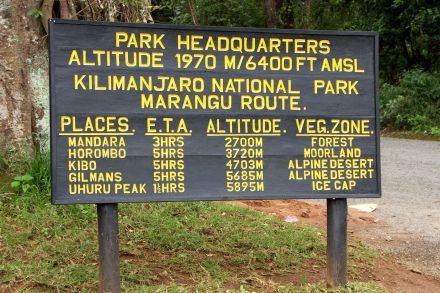 PARK HEADQUARTERS
ALTITUDE 1970 M/6400 FT AMSL
KILIMANJARO NATIONAL PARK
MARANGU ROUTE.
PLACES. E.T.A. ALTITUDE. VEG.ZONE.
MANDARA 3HRS 2700M FOREST
HOROMBO 5HRS 3720M MOORLAND
KIBO 5HRS 4703M ALPINE DESERT
GILMANS 5HRS 5685M ALPINE DESERT
UHURU PEAK 1½HRS 5895M ICE CAP